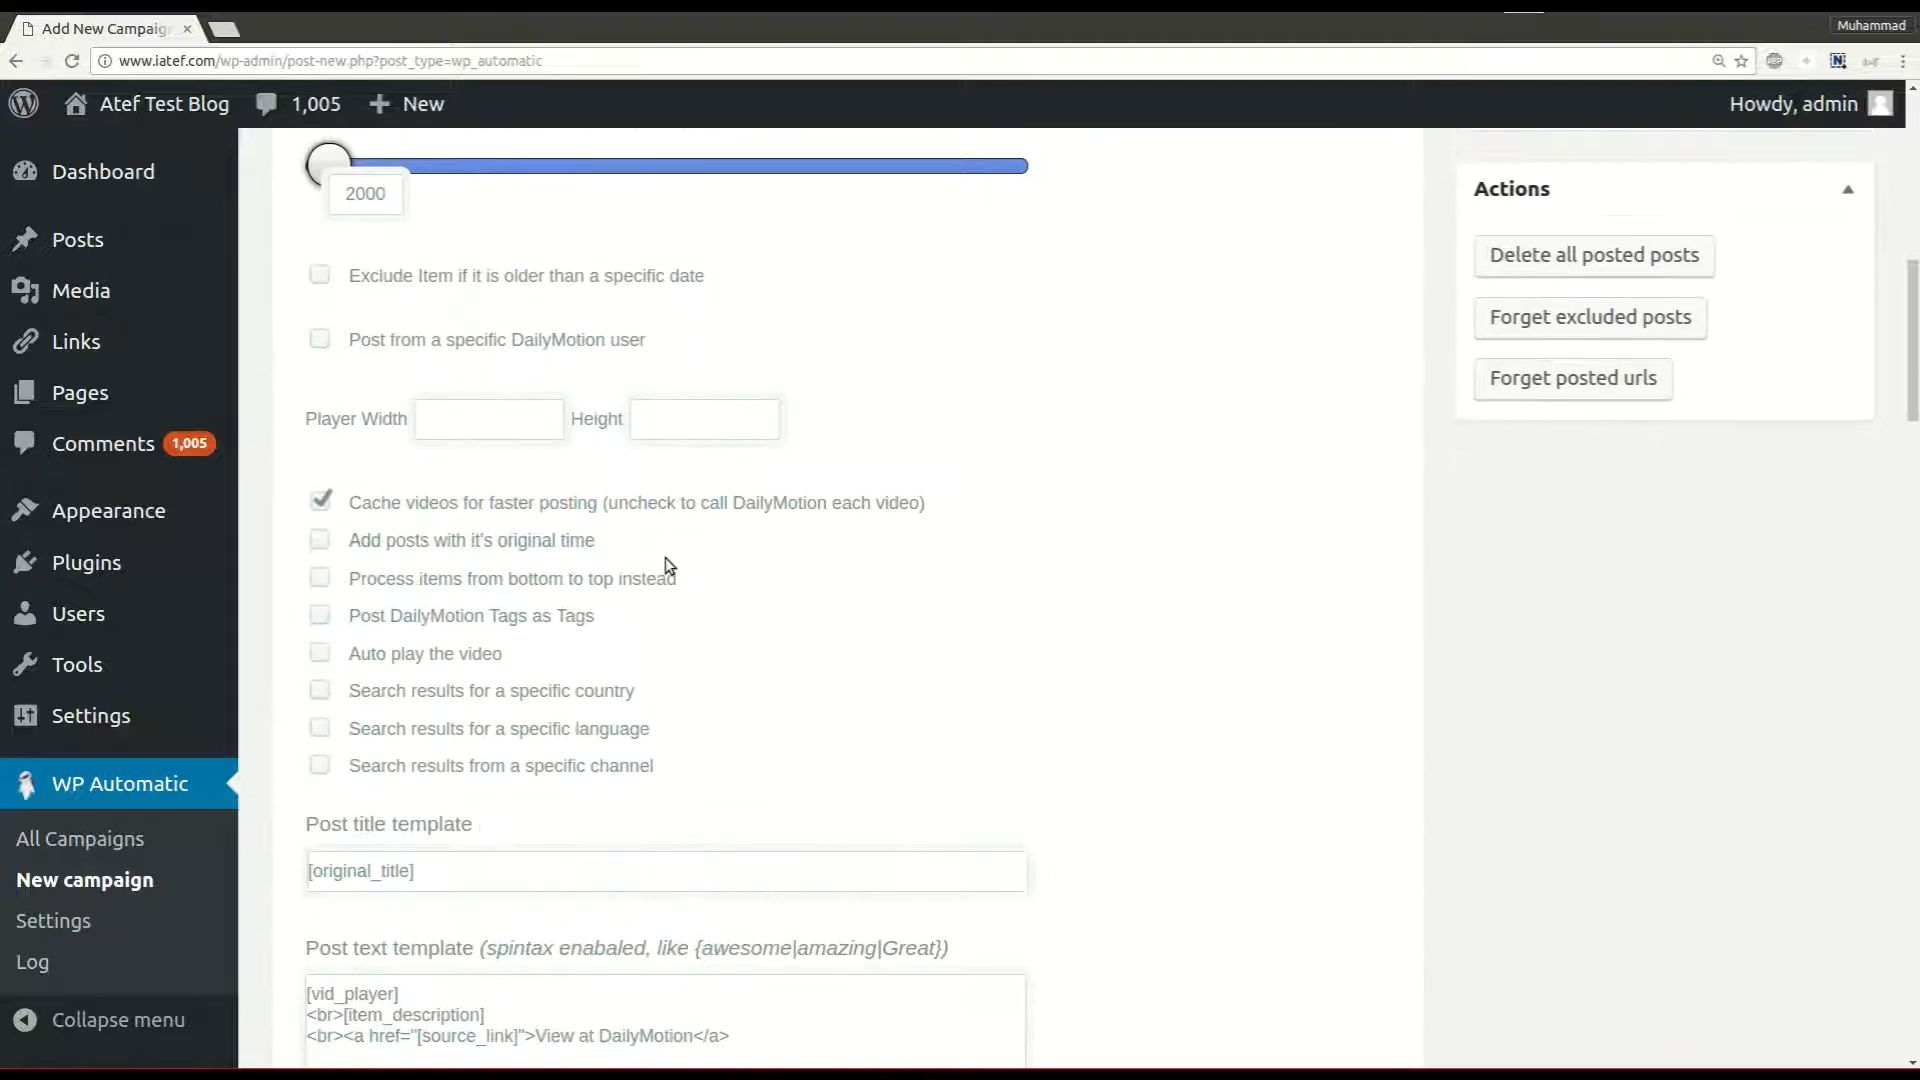 Add New Campaig
Muhammad
www.iatef.com/wp-admin/post-new.php?post_type=wp_automatic
Atef Test Blog
1,005
New
Howdy, admin
Dashboard
Posts
Media
Links
Pages
Comments 1,005
Appearance
Plugins
Users
Tools
Settings
WP Automatic
All Campaigns
New campaign
Settings
Log
Collapse menu
2000
Exclude Item if it is older than a specific date
Post from a specific DailyMotion user
Player Width
Height
Cache videos for faster posting (uncheck to call DailyMotion each video)
Add posts with it's original time
Process items from bottom to top instead
Post DailyMotion Tags as Tags
Auto play the video
Search results for a specific country
Search results for a specific language
Search results from a specific channel
Post title template
[original_title]
Post text template (spintax enabaled, like {awesome|amazing|Great})
[vid_player]
<br>[item_description]
<br><a href="[source_link]">View at DailyMotion</a>
Actions
Delete all posted posts
Forget excluded posts
Forget posted urls